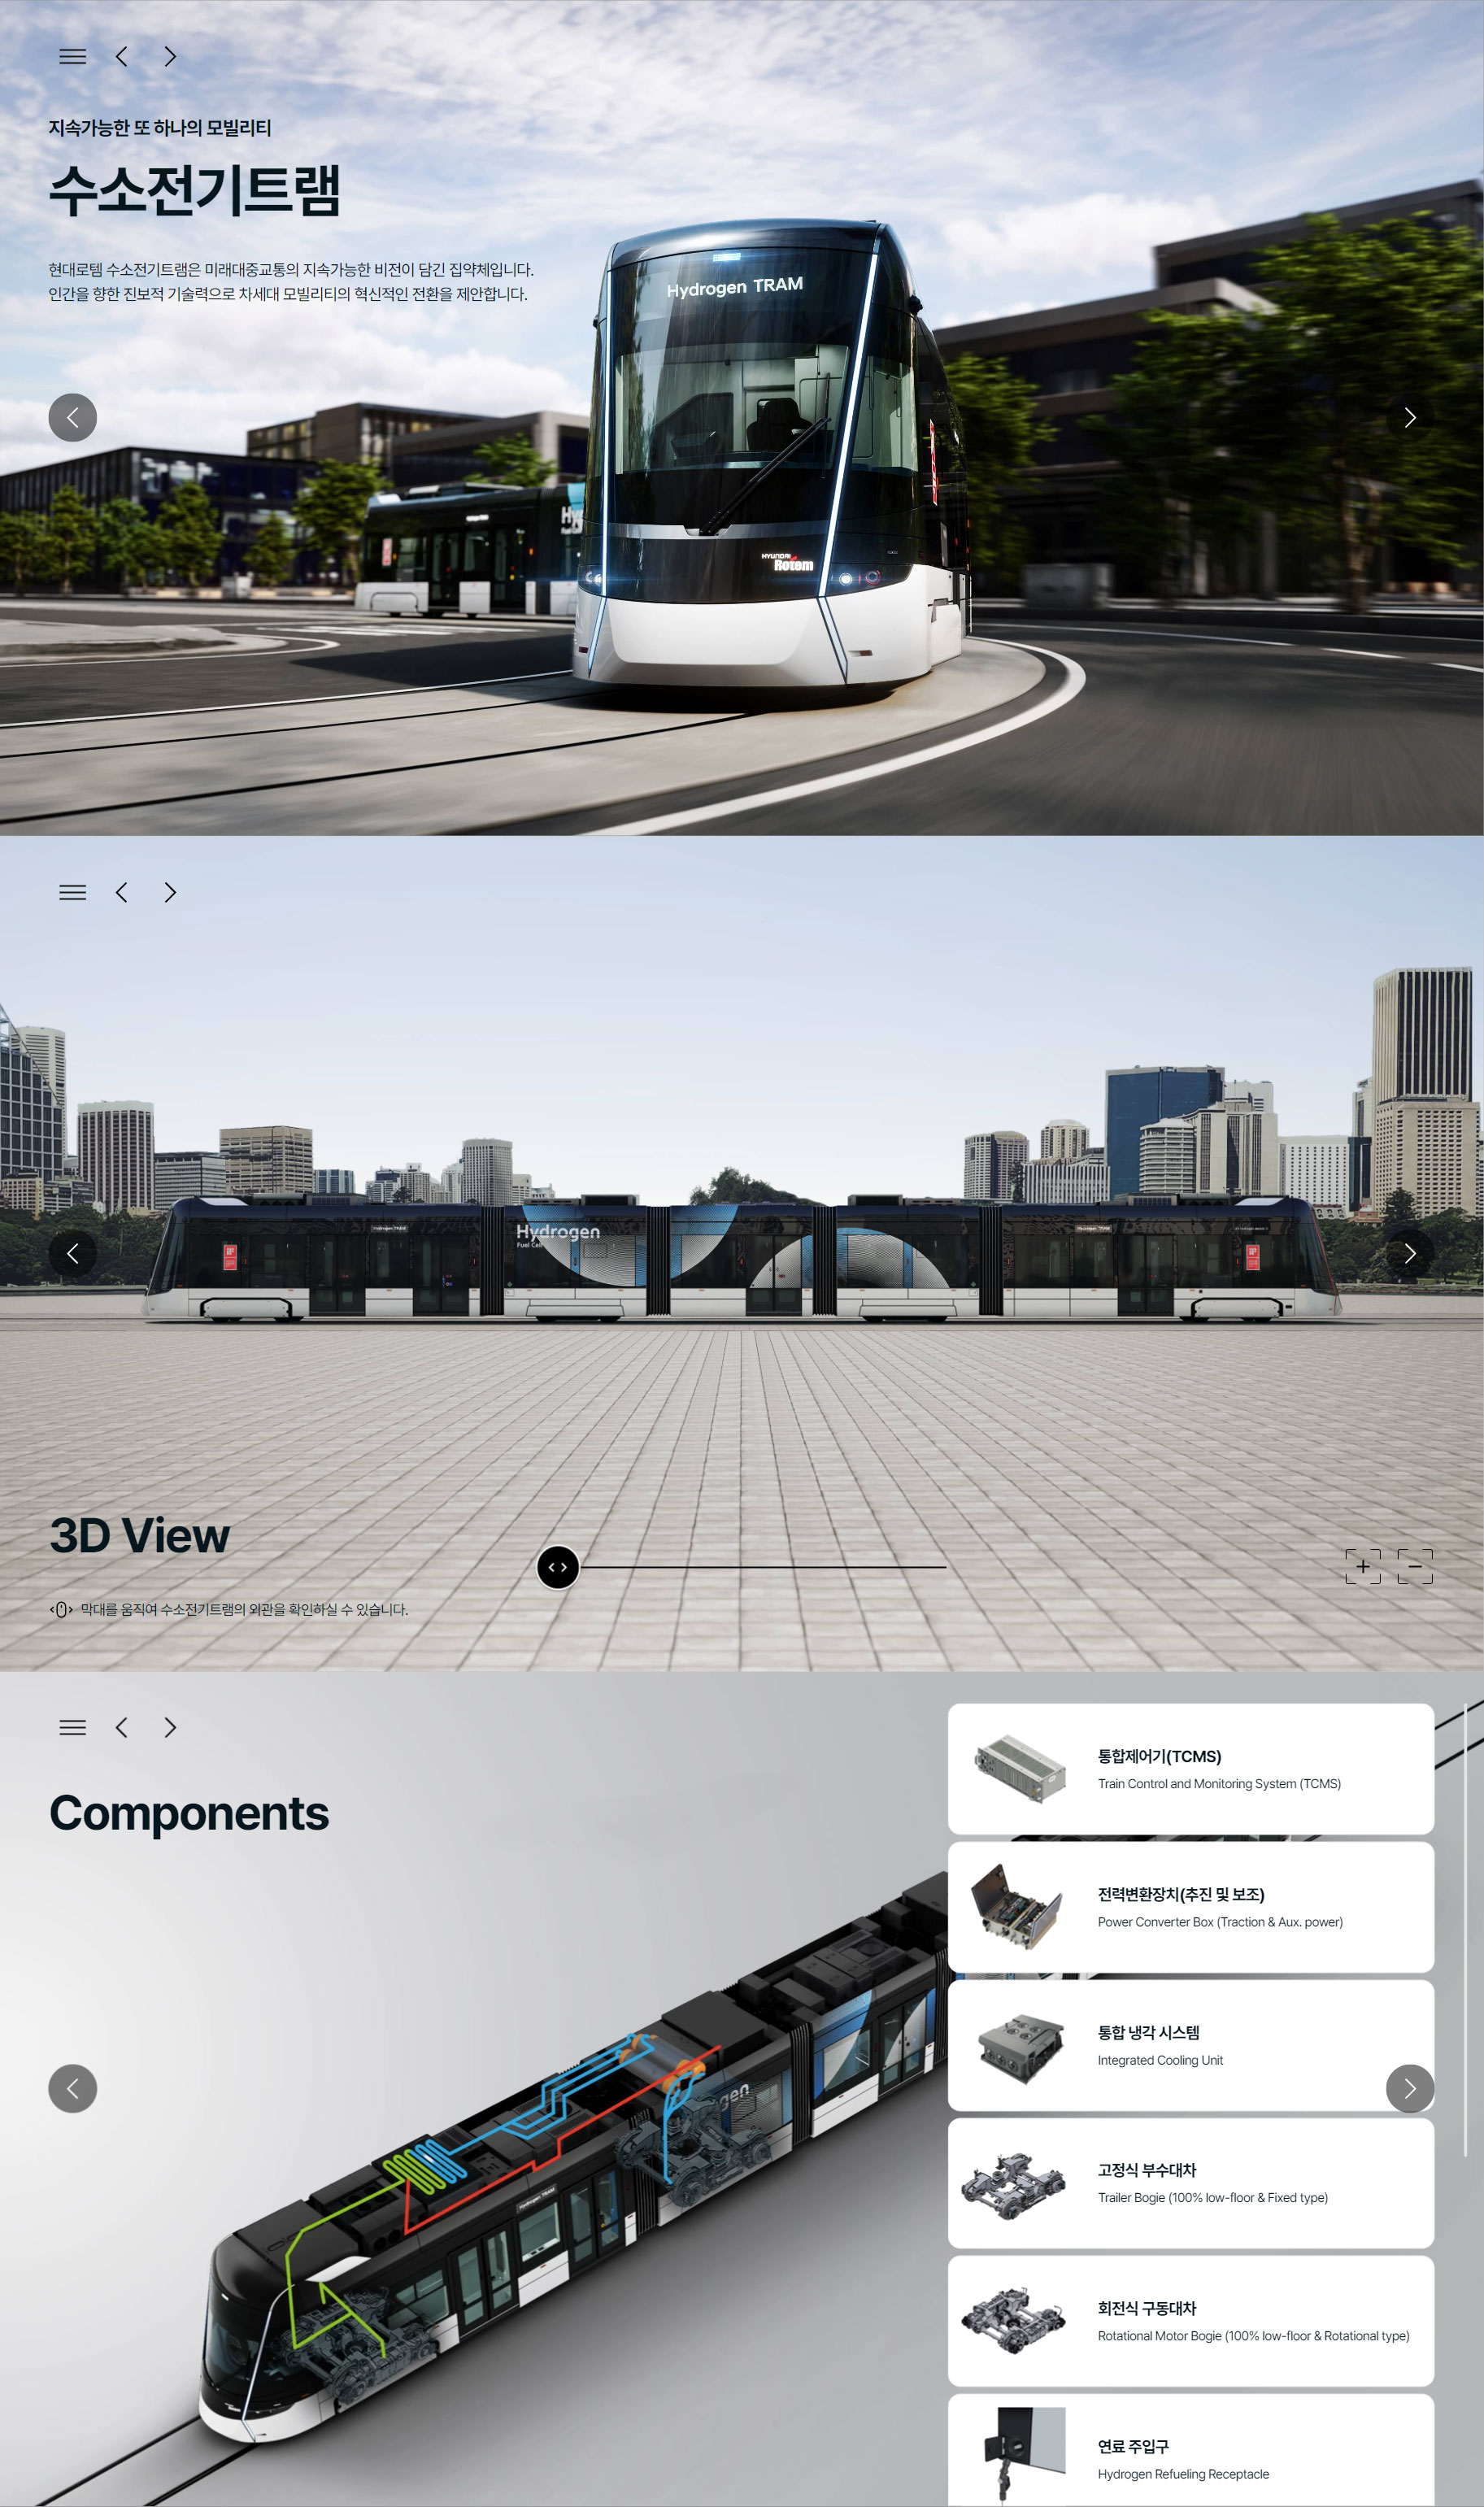 지속가능한 또 하나의 모빌리티
수소전기트램
현대로템 수소전기트램은 미래대중교통의 지속가능한 비전이 담긴 집약체입니다.
인간을 향한 진보적 기술력으로 차세대 모빌리티의 혁신적인 전환을 제안합니다.
Hydrogen TRAM
Hy
HYUNDAI
Rotem
Hydrogen TRAM
Hydrogen
Fuel Cell
Hydrogen TRAM
3D View
막대를 움직여 수소전기트램의 외관을 확인하실 수 있습니다.
Components
통합제어기(TCMS)
Train Control and Monitoring System (TCMS)
전력변환장치(추진 및 보조)
Power Converter Box (Traction & Aux. power)
통합 냉각 시스템
Integrated Cooling Unit
고정식 부수대차
Trailer Bogie (100% low-floor & Fixed type)
회전식 구동대차
Rotational Motor Bogie (100% low-floor & Rotational type)
연료 주입구
Hydrogen Refueling Receptacle
gen
Hydrogen TRAM